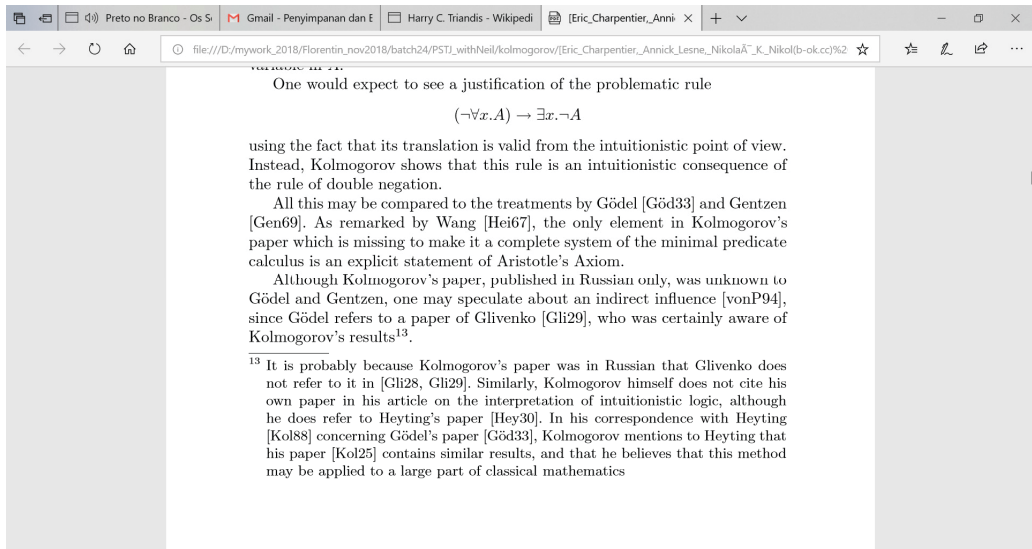 Preto no Branco - Os S
Gmail - Penyimpanan dan E
Harry C. Triandis - Wikipedi
[Eric_Charpentier,_Anni
file:///D:/mywork_2018/Florentin_nov2018/batch24/PSTJ_withNeil/kolmogorov/[Eric_Charpentier,_Annick_Lesne,_NikolaÃ¯_K._Nikol(b-ok.cc)%2
variable in A.
One would expect to see a justification of the problematic rule
(¬∀x.A) → ∃x.¬A
using the fact that its translation is valid from the intuitionistic point of view.
Instead, Kolmogorov shows that this rule is an intuitionistic consequence of
the rule of double negation.
All this may be compared to the treatments by Gödel [Göd33] and Gentzen
[Gen69]. As remarked by Wang [Hei67], the only element in Kolmogorov's
paper which is missing to make it a complete system of the minimal predicate
calculus is an explicit statement of Aristotle's Axiom.
Although Kolmogorov's paper, published in Russian only, was unknown to
Gödel and Gentzen, one may speculate about an indirect influence [vonP94],
since Gödel refers to a paper of Glivenko [Gli29], who was certainly aware of
Kolmogorov's results¹³.
¹³ It is probably because Kolmogorov's paper was in Russian that Glivenko does
not refer to it in [Gli28, Gli29]. Similarly, Kolmogorov himself does not cite his
own paper in his article on the interpretation of intuitionistic logic, although
he does refer to Heyting's paper [Hey30]. In his correspondence with Heyting
[Kol88] concerning Gödel's paper [Göd33], Kolmogorov mentions to Heyting that
his paper [Kol25] contains similar results, and that he believes that this method
may be applied to a large part of classical mathematics